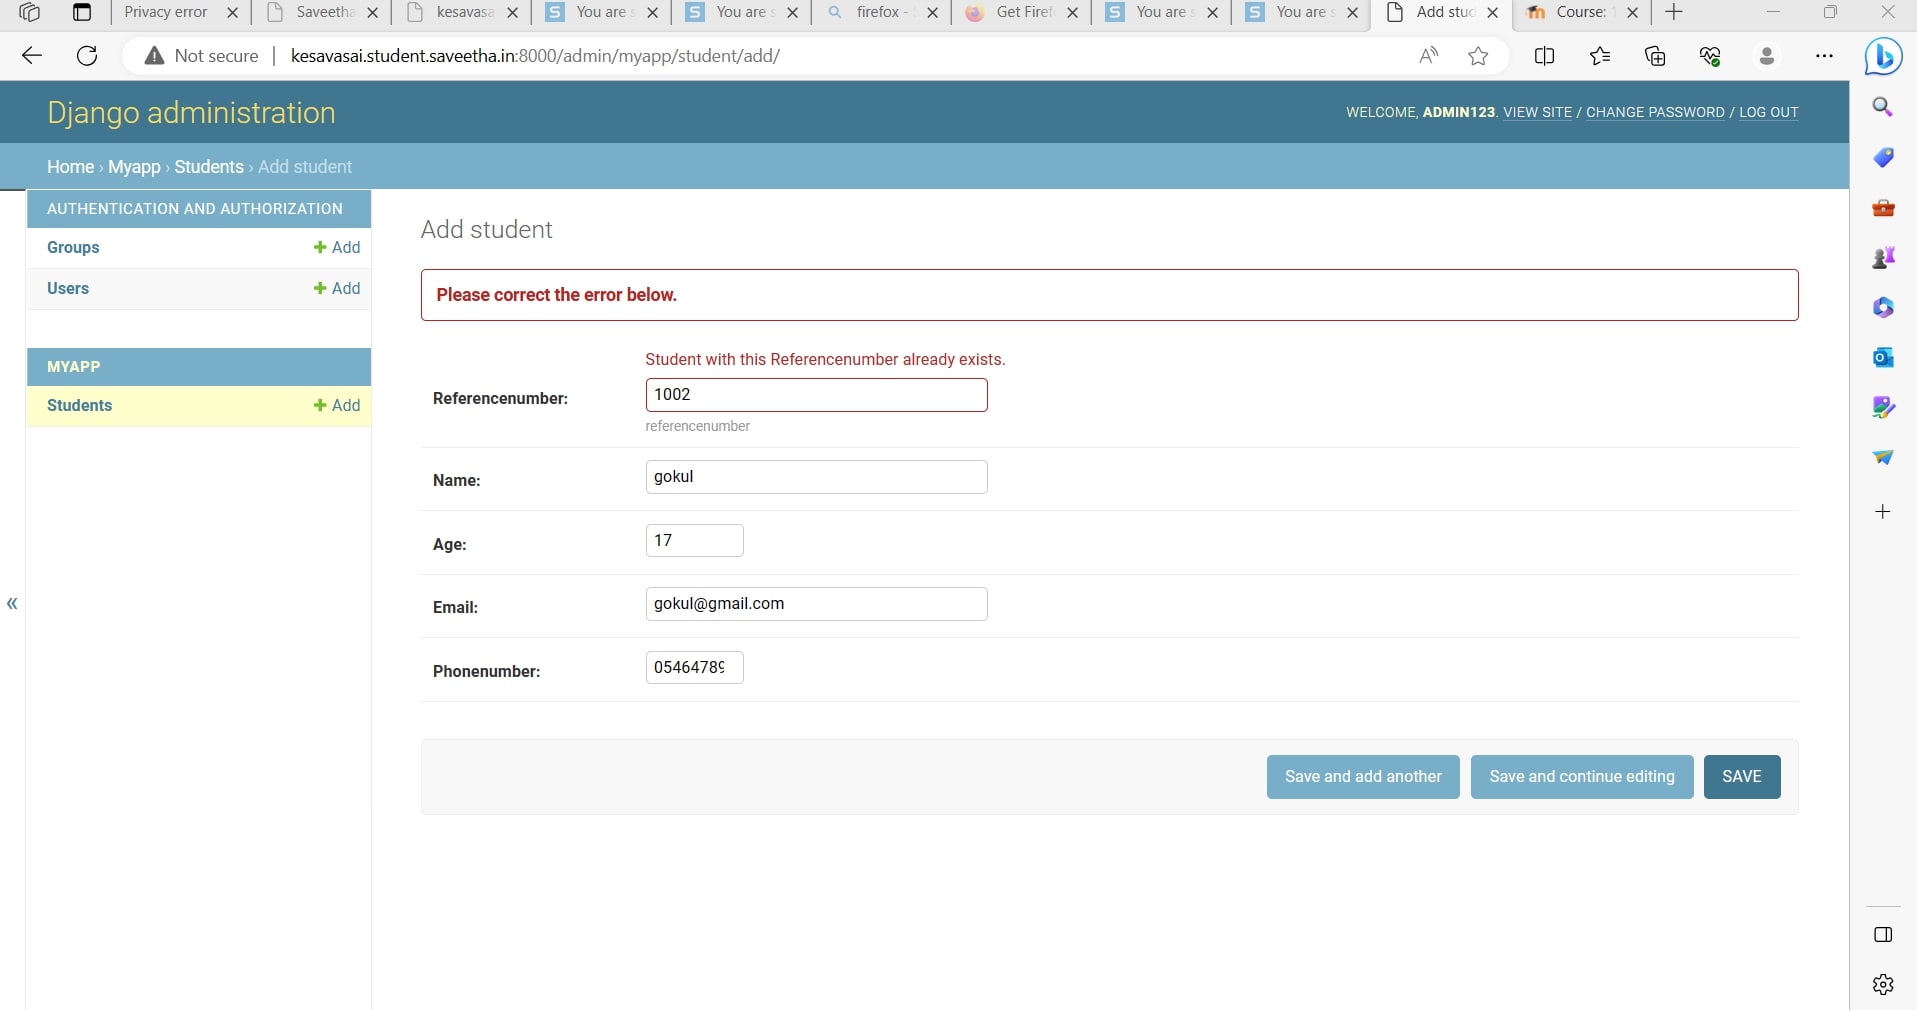 Privacy error
Saveetha
kesavasa
You are s
You are s
firefox -
Get Firef
You are s
You are s
Add stud
Course: 1
Not secure kesavasai.student.saveetha.in:8000/admin/myapp/student/add/
Django administration
WELCOME, ADMIN123. VIEW SITE / CHANGE PASSWORD / LOG OUT
Home › Myapp › Students › Add student
AUTHENTICATION AND AUTHORIZATION
Groups + Add
Users + Add
MYAPP
Students + Add
«
Add student
Please correct the error below.
Student with this Referencenumber already exists.
Referencenumber: 1002
referencenumber
Name: gokul
Age: 17
Email: gokul@gmail.com
Phonenumber: 05464789
Save and add another Save and continue editing SAVE